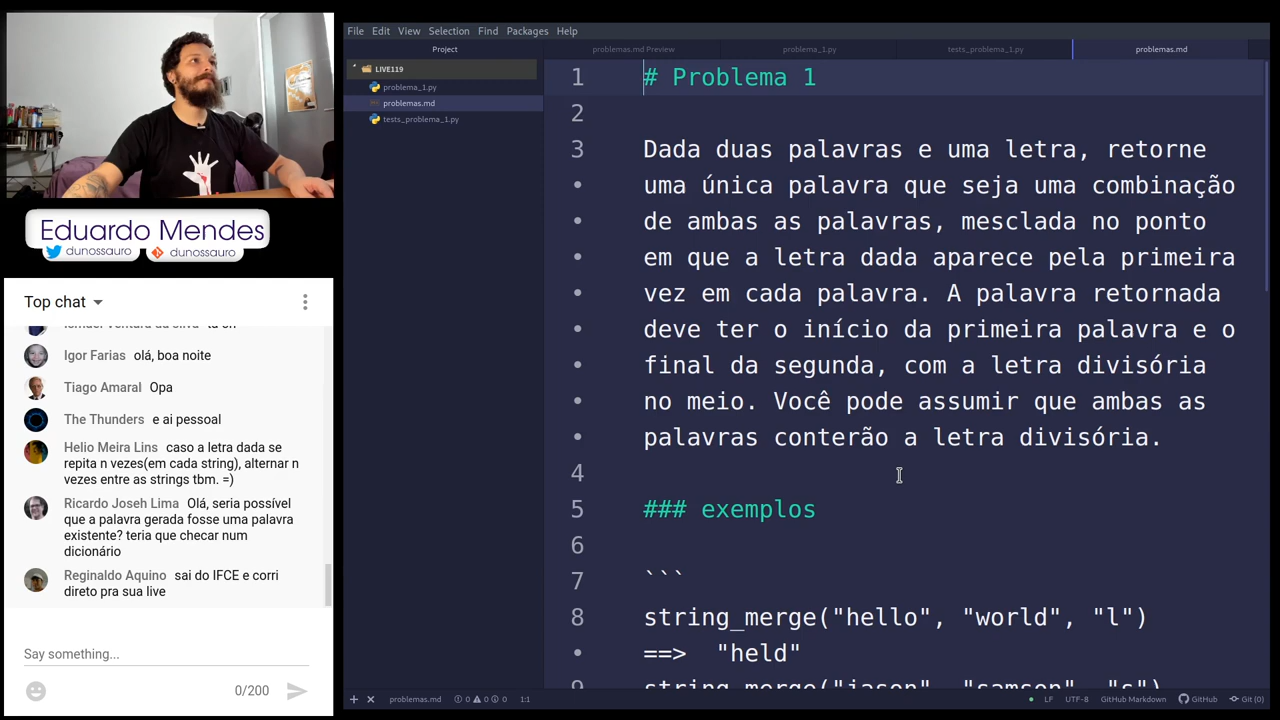 File Edit View Selection Find Packages Help
Project
problemas.md Preview
problema_1.py
tests_problema_1.py
problemas.md
LIVE119
problema_1.py
problemas.md
tests_problema_1.py
1 # Problema 1
2
3 Dada duas palavras e uma letra, retorne
• uma única palavra que seja uma combinação
• de ambas as palavras, mesclada no ponto
• em que a letra dada aparece pela primeira
• vez em cada palavra. A palavra retornada
• deve ter o início da primeira palavra e o
• final da segunda, com a letra divisória
• no meio. Você pode assumir que ambas as
• palavras conterão a letra divisória.
4
5 ### exemplos
6
7 ```
8 string_merge("hello", "world", "l")
• ==> "held"
9 string_merge("jason", "samson", "s")
Eduardo Mendes
dunossauro dunossauro
Top chat
Igor Farias olá, boa noite
Tiago Amaral Opa
The Thunders e ai pessoal
Helio Meira Lins caso a letra dada se
repita n vezes(em cada string), alternar n
vezes entre as strings tbm. =)
Ricardo Joseh Lima Olá, seria possível
que a palavra gerada fosse uma palavra
existente? teria que checar num
dicionário
Reginaldo Aquino sai do IFCE e corri
direto pra sua live
Say something...
0/200
problemas.md 0 0 0 1:1
LF UTF-8 GitHub Markdown GitHub Git (0)